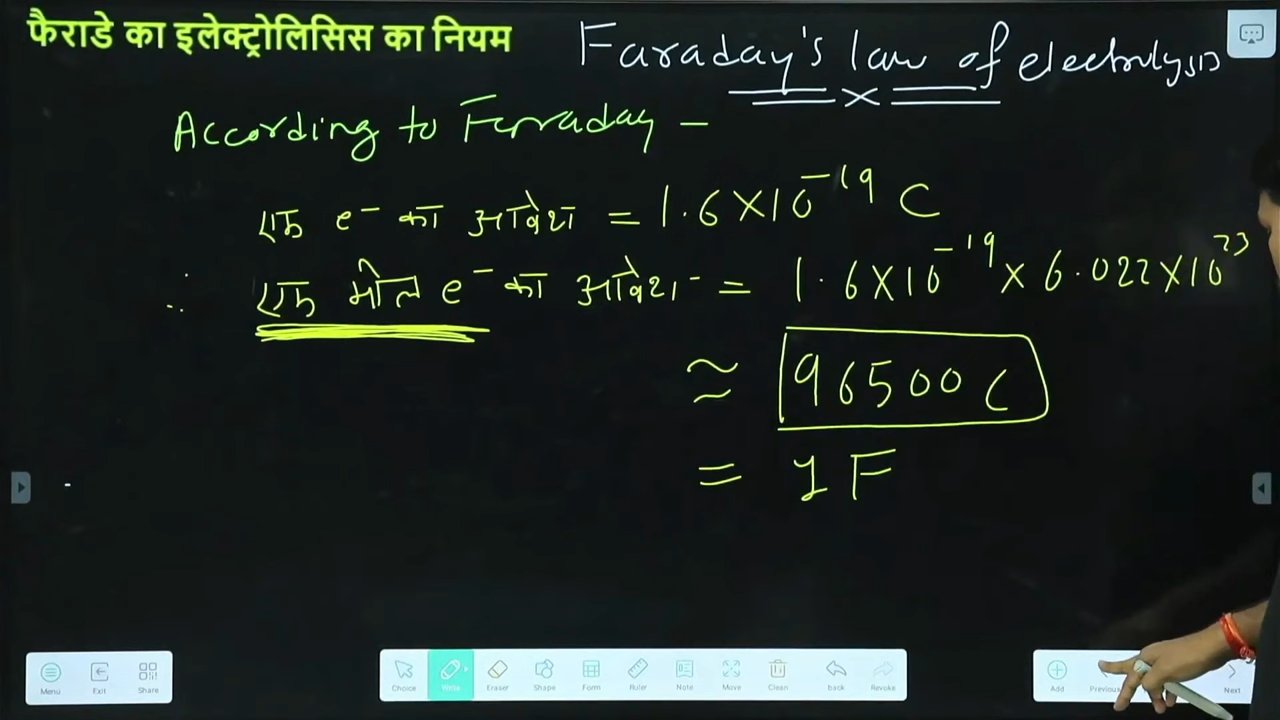 फैराडे का इलेक्ट्रोलिसिस का नियम Faraday's law of electrolysis
According to Farraday -
एक e⁻ का आवेश = 1.6×10⁻¹⁹ C
∴ एक मोल e⁻ का आवेश = 1.6×10⁻¹⁹ × 6.022×10²³
≈ 96500 C
= 1 F
Menu Exit Share Choice Write Eraser Shape Form Ruler Note Move Clean back Revoke Add Previous Next